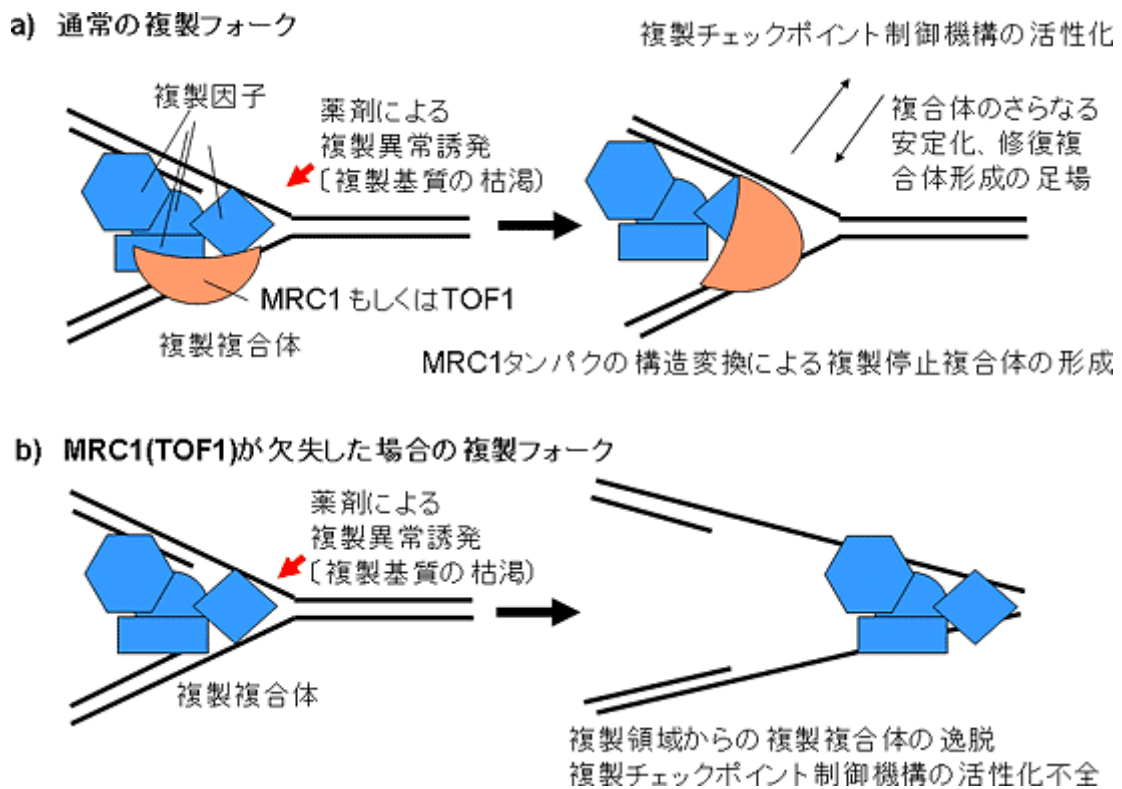 a) 通常の複製フォーク
複製チェックポイント制御機構の活性化
複製因子
薬剤による
複製異常誘発
〔複製基質の枯渇）
複合体のさらなる
安定化、修復複
合体形成の足場
MRC1もしくはTOF1
複製複合体
MRC1タンパクの構造変換による複製停止複合体の形成
b) MRC1(TOF1)が欠失した場合の複製フォーク
薬剤による
複製異常誘発
〔複製基質の枯渇）
複製複合体
複製領域からの複製複合体の逸脱
複製チェックポイント制御機構の活性化不全